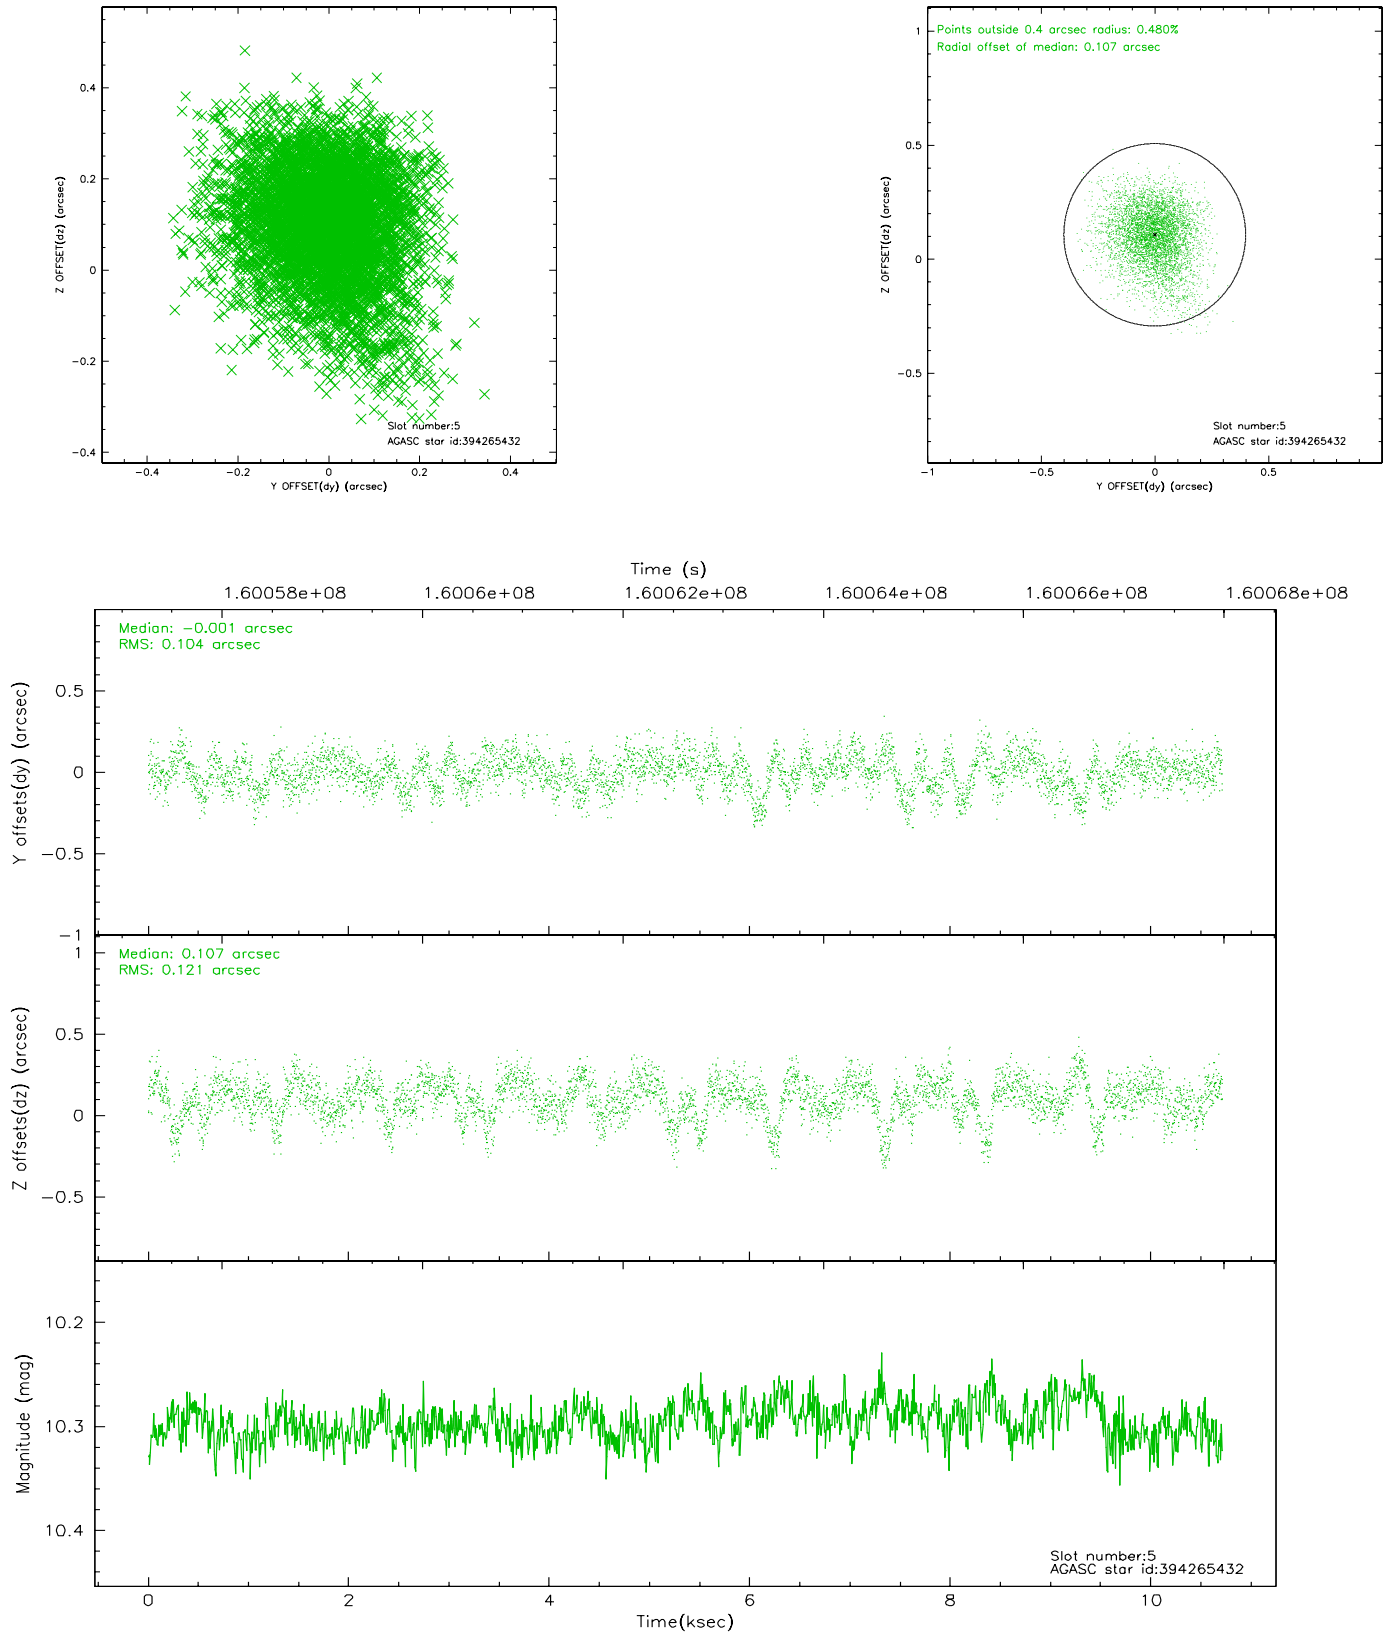 0.4
0.2
0
−0.2
−0.4
Z OFFSET(dz) (arcsec)
−0.4
−0.2
0
0.2
0.4
Y OFFSET(dy) (arcsec)
Slot number:5
AGASC star id:394265432
Points outside 0.4 arcsec radius: 0.480%
Radial offset of median: 0.107 arcsec
1
0.5
0
−0.5
Z OFFSET(dz) (arcsec)
−1
−0.5
0
0.5
Y OFFSET(dy) (arcsec)
Slot number:5
AGASC star id:394265432
Time (s)
1.60058e+08
1.6006e+08
1.60062e+08
1.60064e+08
1.60066e+08
1.60068e+08
Median: −0.001 arcsec
RMS: 0.104 arcsec
0.5
0
−0.5
−1
Y offsets(dy) (arcsec)
Median: 0.107 arcsec
RMS: 0.121 arcsec
1
0.5
0
−0.5
Z offsets(dz) (arcsec)
10.2
10.3
10.4
Magnitude (mag)
Slot number:5
AGASC star id:394265432
0
2
4
6
8
10
Time(ksec)